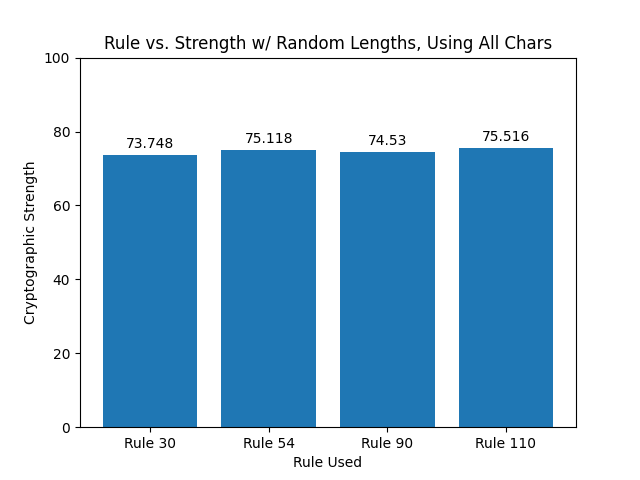 Rule vs. Strength w/ Random Lengths, Using All Chars
100
80
60
40
20
0
Cryptographic Strength
73.748
75.118
74.53
75.516
Rule 30
Rule 54
Rule 90
Rule 110
Rule Used